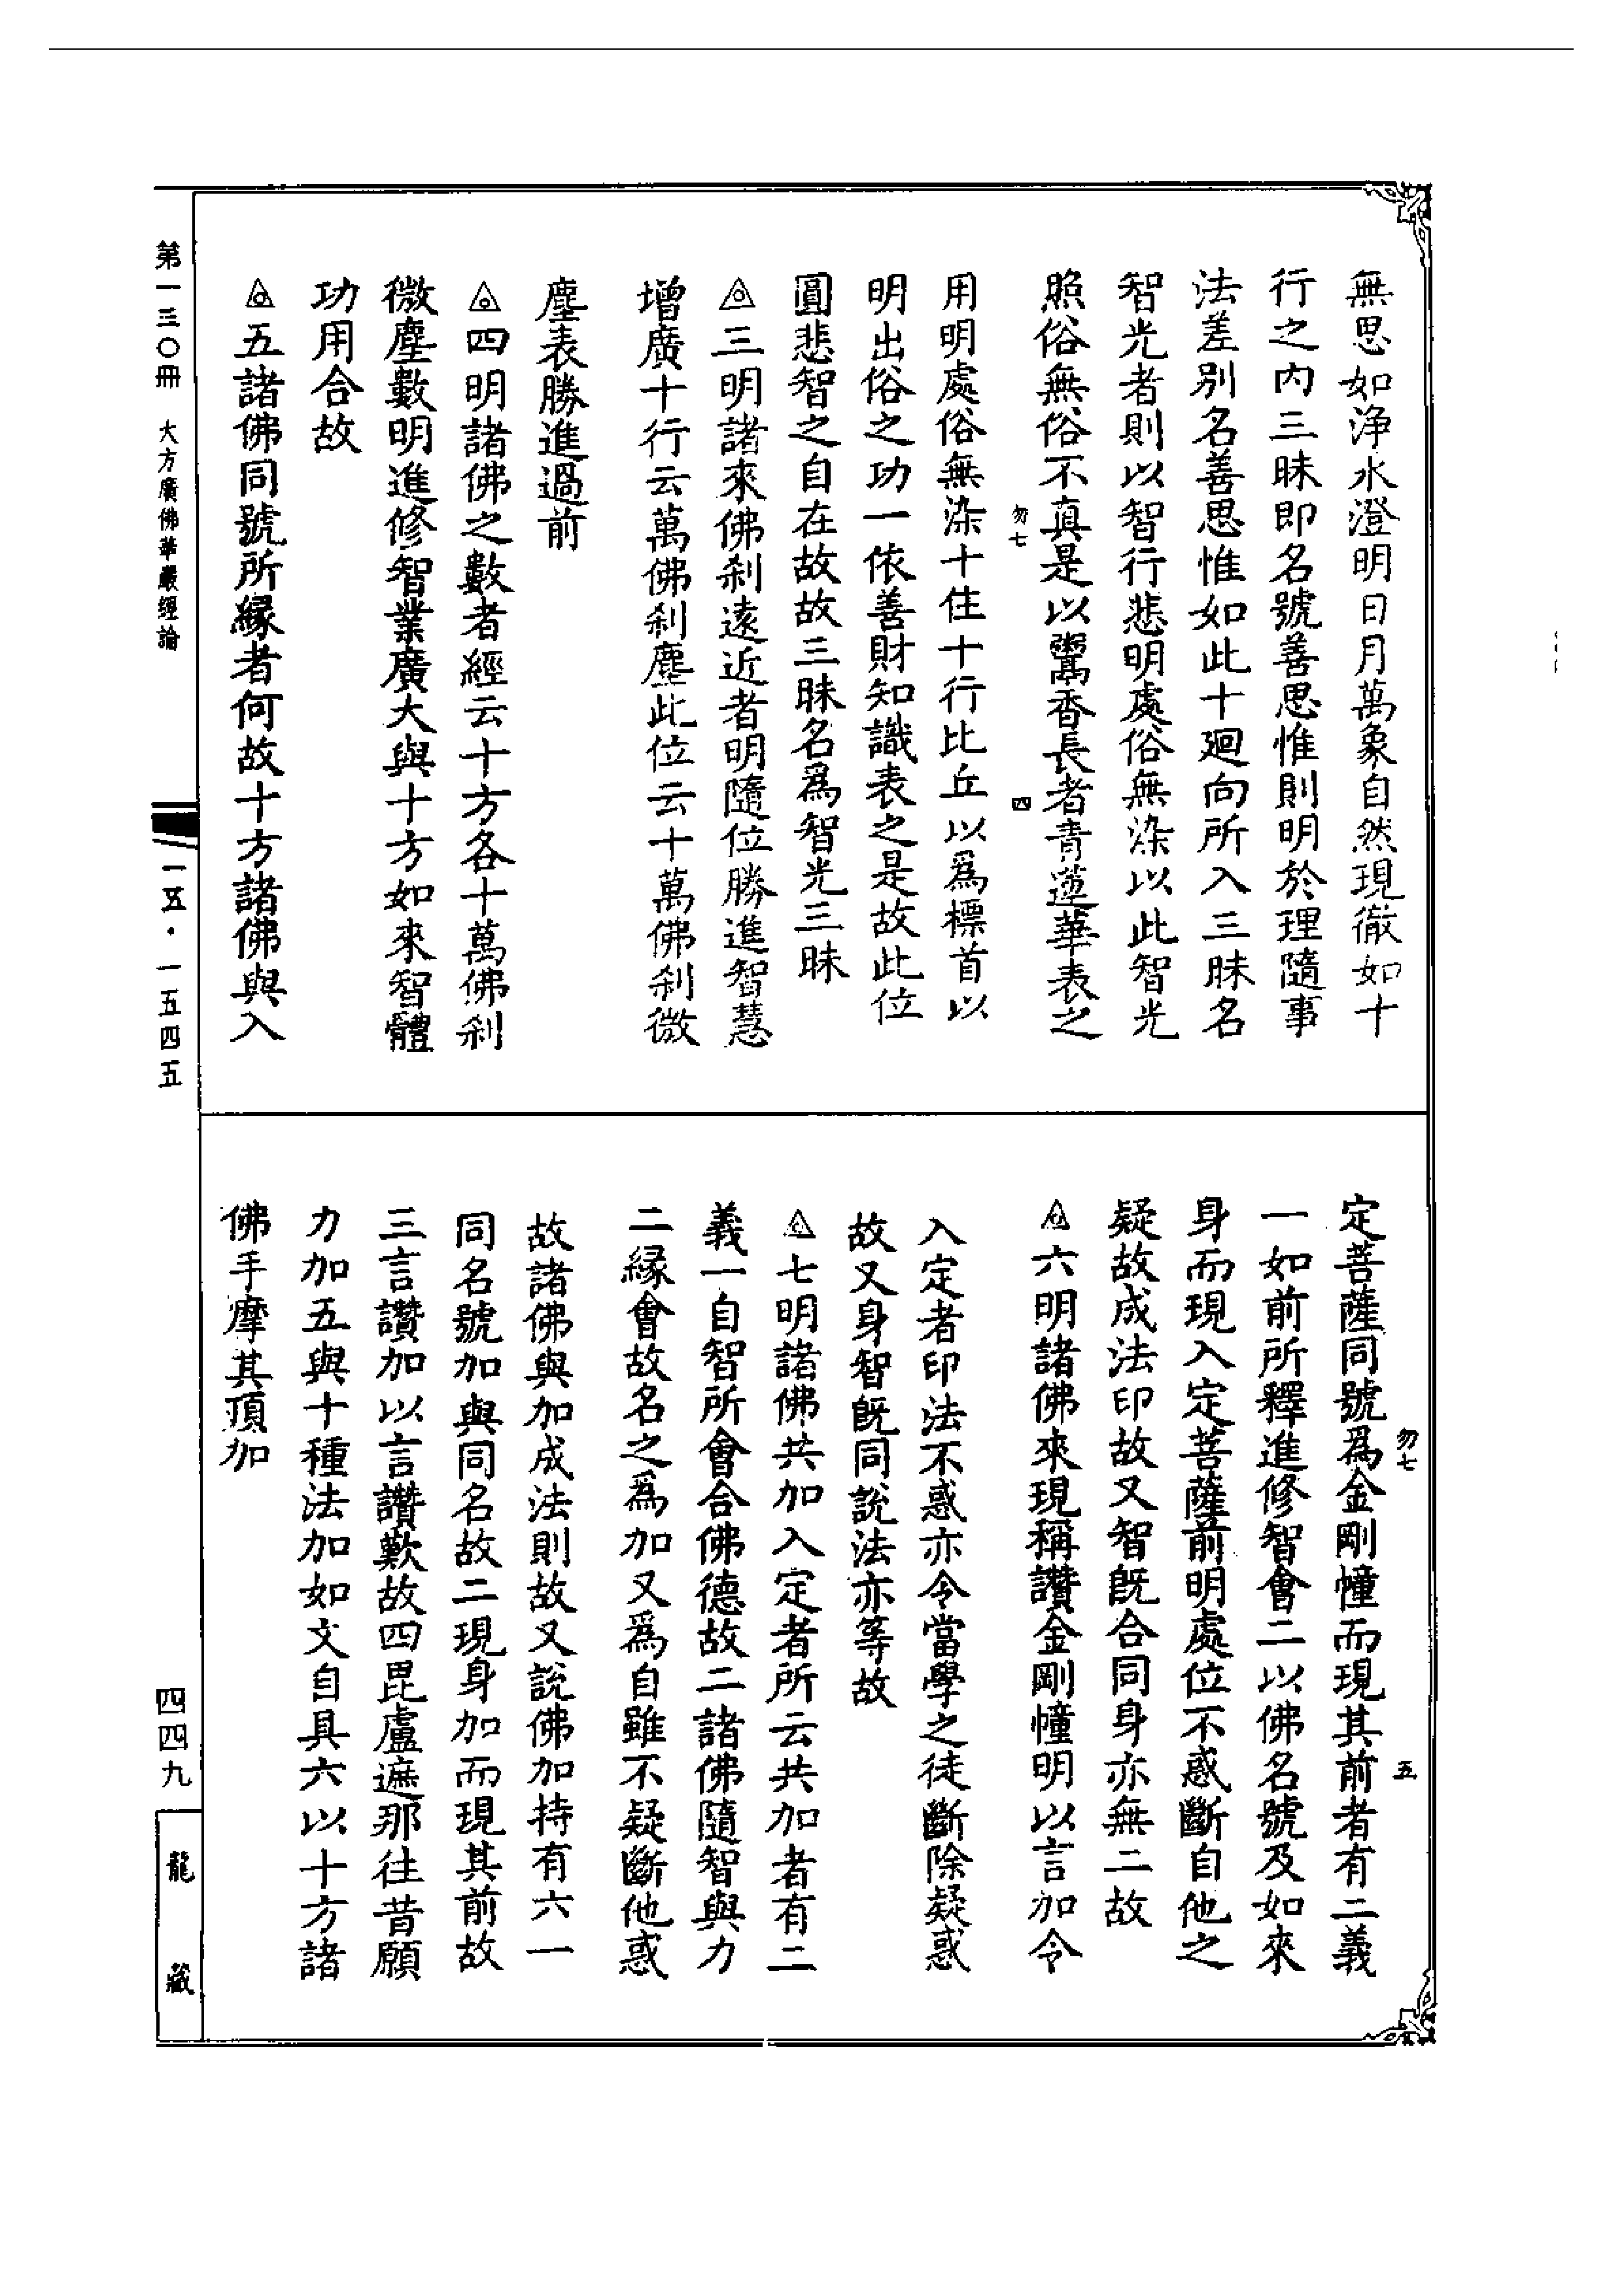 無思如淨水澄明日月萬象自然現徹如十
行之內三昧即名號善思惟則明於理隨事
法差別名善思惟如此十廻向所入三昧名
智光者則以智行悲明處俗無染以此智光
照俗無俗不真是以鬻香長者青蓮華表之
勿七
四
用明處俗無染十住十行比丘以爲標首以
明出俗之功一依善財知識表之是故此位
圓悲智之自在故故三昧名爲智光三昧
三明諸來佛刹遠近者明隨位勝進智慧
增廣十行云萬佛刹塵此位云十萬佛刹微
塵表勝進過前
四明諸佛之數者經云十方各十萬佛刹
微塵數明進修智業廣大與十方如來智體
功用合故
五諸佛同號所緣者何故十方諸佛與入
勿七
五
定菩薩同號爲金剛幢而現其前者有二義
一如前所釋進修智會二以佛名號及如來
身而現入定菩薩前明處位不惑斷自他之
疑故成法印故又智旣合同身亦無二故
六明諸佛來現稱讚金剛幢明以言加令
入定者印法不惑亦令當學之徒斷除疑惑
故又身智旣同說法亦等故
七明諸佛共加入定者所云共加者有二
義一自智所會合佛德故二諸佛隨智與力
二緣會故名之爲加又爲自雖不疑斷他惑
故諸佛與加成法則故又說佛加持有六一
同名號加與同名故二現身加而現其前故
三言讚加以言讚歎故四毘盧遮那往昔願
力加五與十種法加如文自具六以十方諸
佛手摩其頂加
第一三〇冊 大方廣佛華嚴經論
一五·一五四五
四四九
龍藏